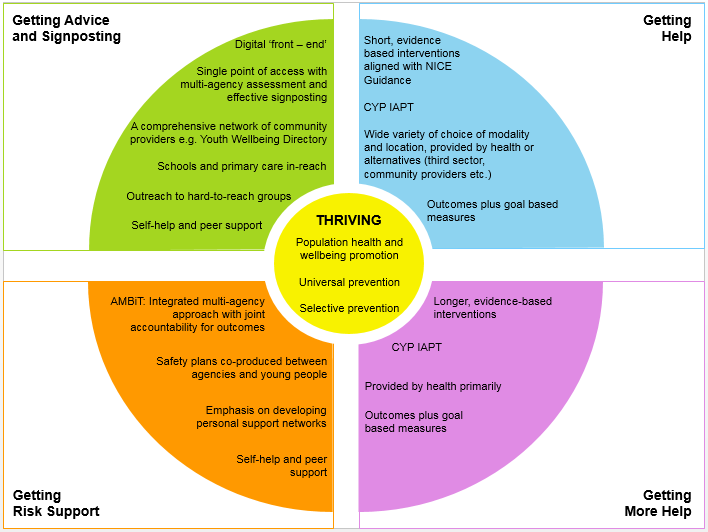 Getting Advice
and Signposting
Digital ‘front – end’
Single point of access with
multi-agency assessment and
effective signposting
A comprehensive network of community
providers e.g. Youth Wellbeing Directory
Schools and primary care in-reach
Outreach to hard-to-reach groups
Self-help and peer support
Getting
Help
Short, evidence
based interventions
aligned with NICE
Guidance
CYP IAPT
Wide variety of choice of modality
and location, provided by health or
alternatives (third sector,
community providers etc.)
Outcomes plus goal based
measures
THRIVING
Population health and
wellbeing promotion
Universal prevention
Selective prevention
AMBiT: Integrated multi-agency
approach with joint
accountability for outcomes
Safety plans co-produced between
agencies and young people
Emphasis on developing
personal support networks
Self-help and peer
support
Getting
Risk Support
Longer, evidence-based
interventions
CYP IAPT
Provided by health primarily
Outcomes plus goal
based measures
Getting
More Help